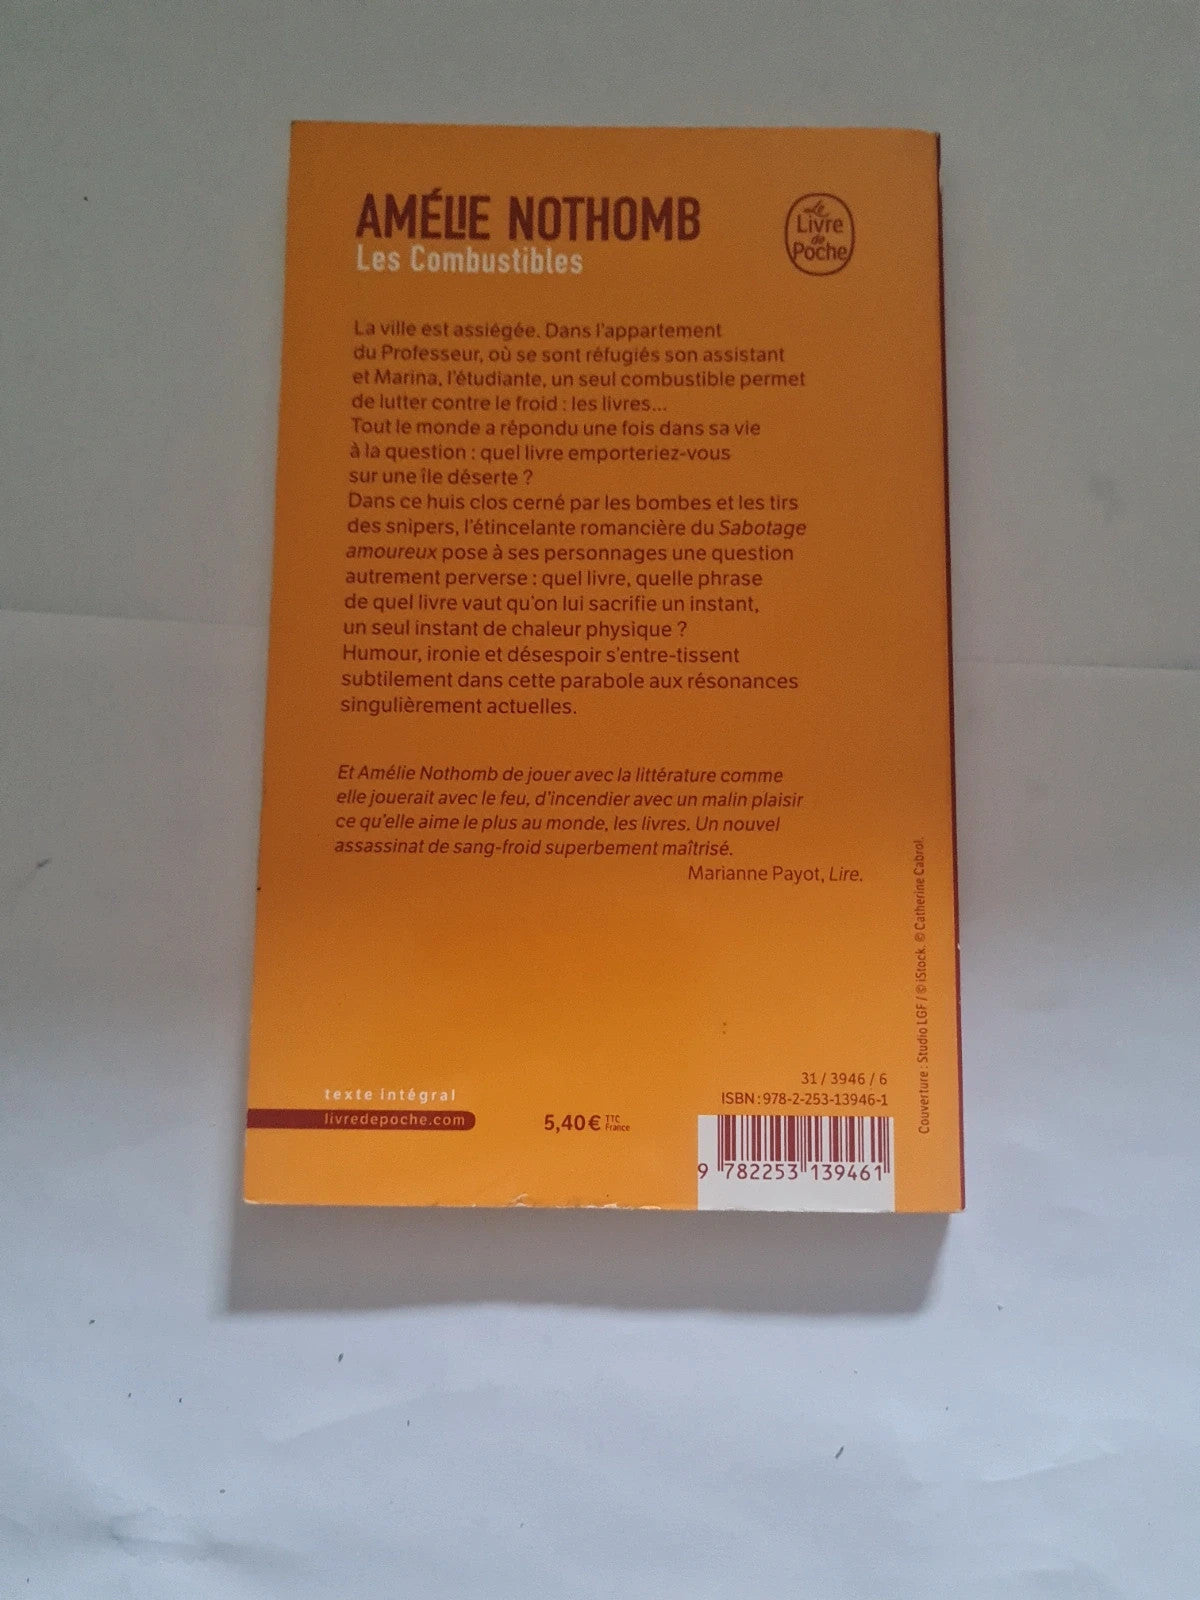 AMÉLIE NOTHOMB
Les Combustibles
Le
Livre
de
Poche
La ville est assiégée. Dans l'appartement
du Professeur, où se sont réfugiés son assistant
et Marina, l'étudiante, un seul combustible permet
de lutter contre le froid : les livres...
Tout le monde a répondu une fois dans sa vie
à la question : quel livre emporteriez-vous
sur une île déserte ?
Dans ce huis clos cerné par les bombes et les tirs
des snipers, l'étincelante romancière du Sabotage
amoureux pose à ses personnages une question
autrement perverse : quel livre, quelle phrase
de quel livre vaut qu'on lui sacrifie un instant,
un seul instant de chaleur physique ?
Humour, ironie et désespoir s'entre-tissent
subtilement dans cette parabole aux résonances
singulièrement actuelles.
Et Amélie Nothomb de jouer avec la littérature comme
elle jouerait avec le feu, d'incendier avec un malin plaisir
ce qu'elle aime le plus au monde, les livres. Un nouvel
assassinat de sang-froid superbement maîtrisé.
Marianne Payot, Lire.
Couverture : Studio LGF / © iStock. © Catherine Cabrol.
texte intégral
livredepoche.com
5,40 € TTC
France
31 / 3946 / 6
ISBN : 978-2-253-13946-1
9 782253 139461